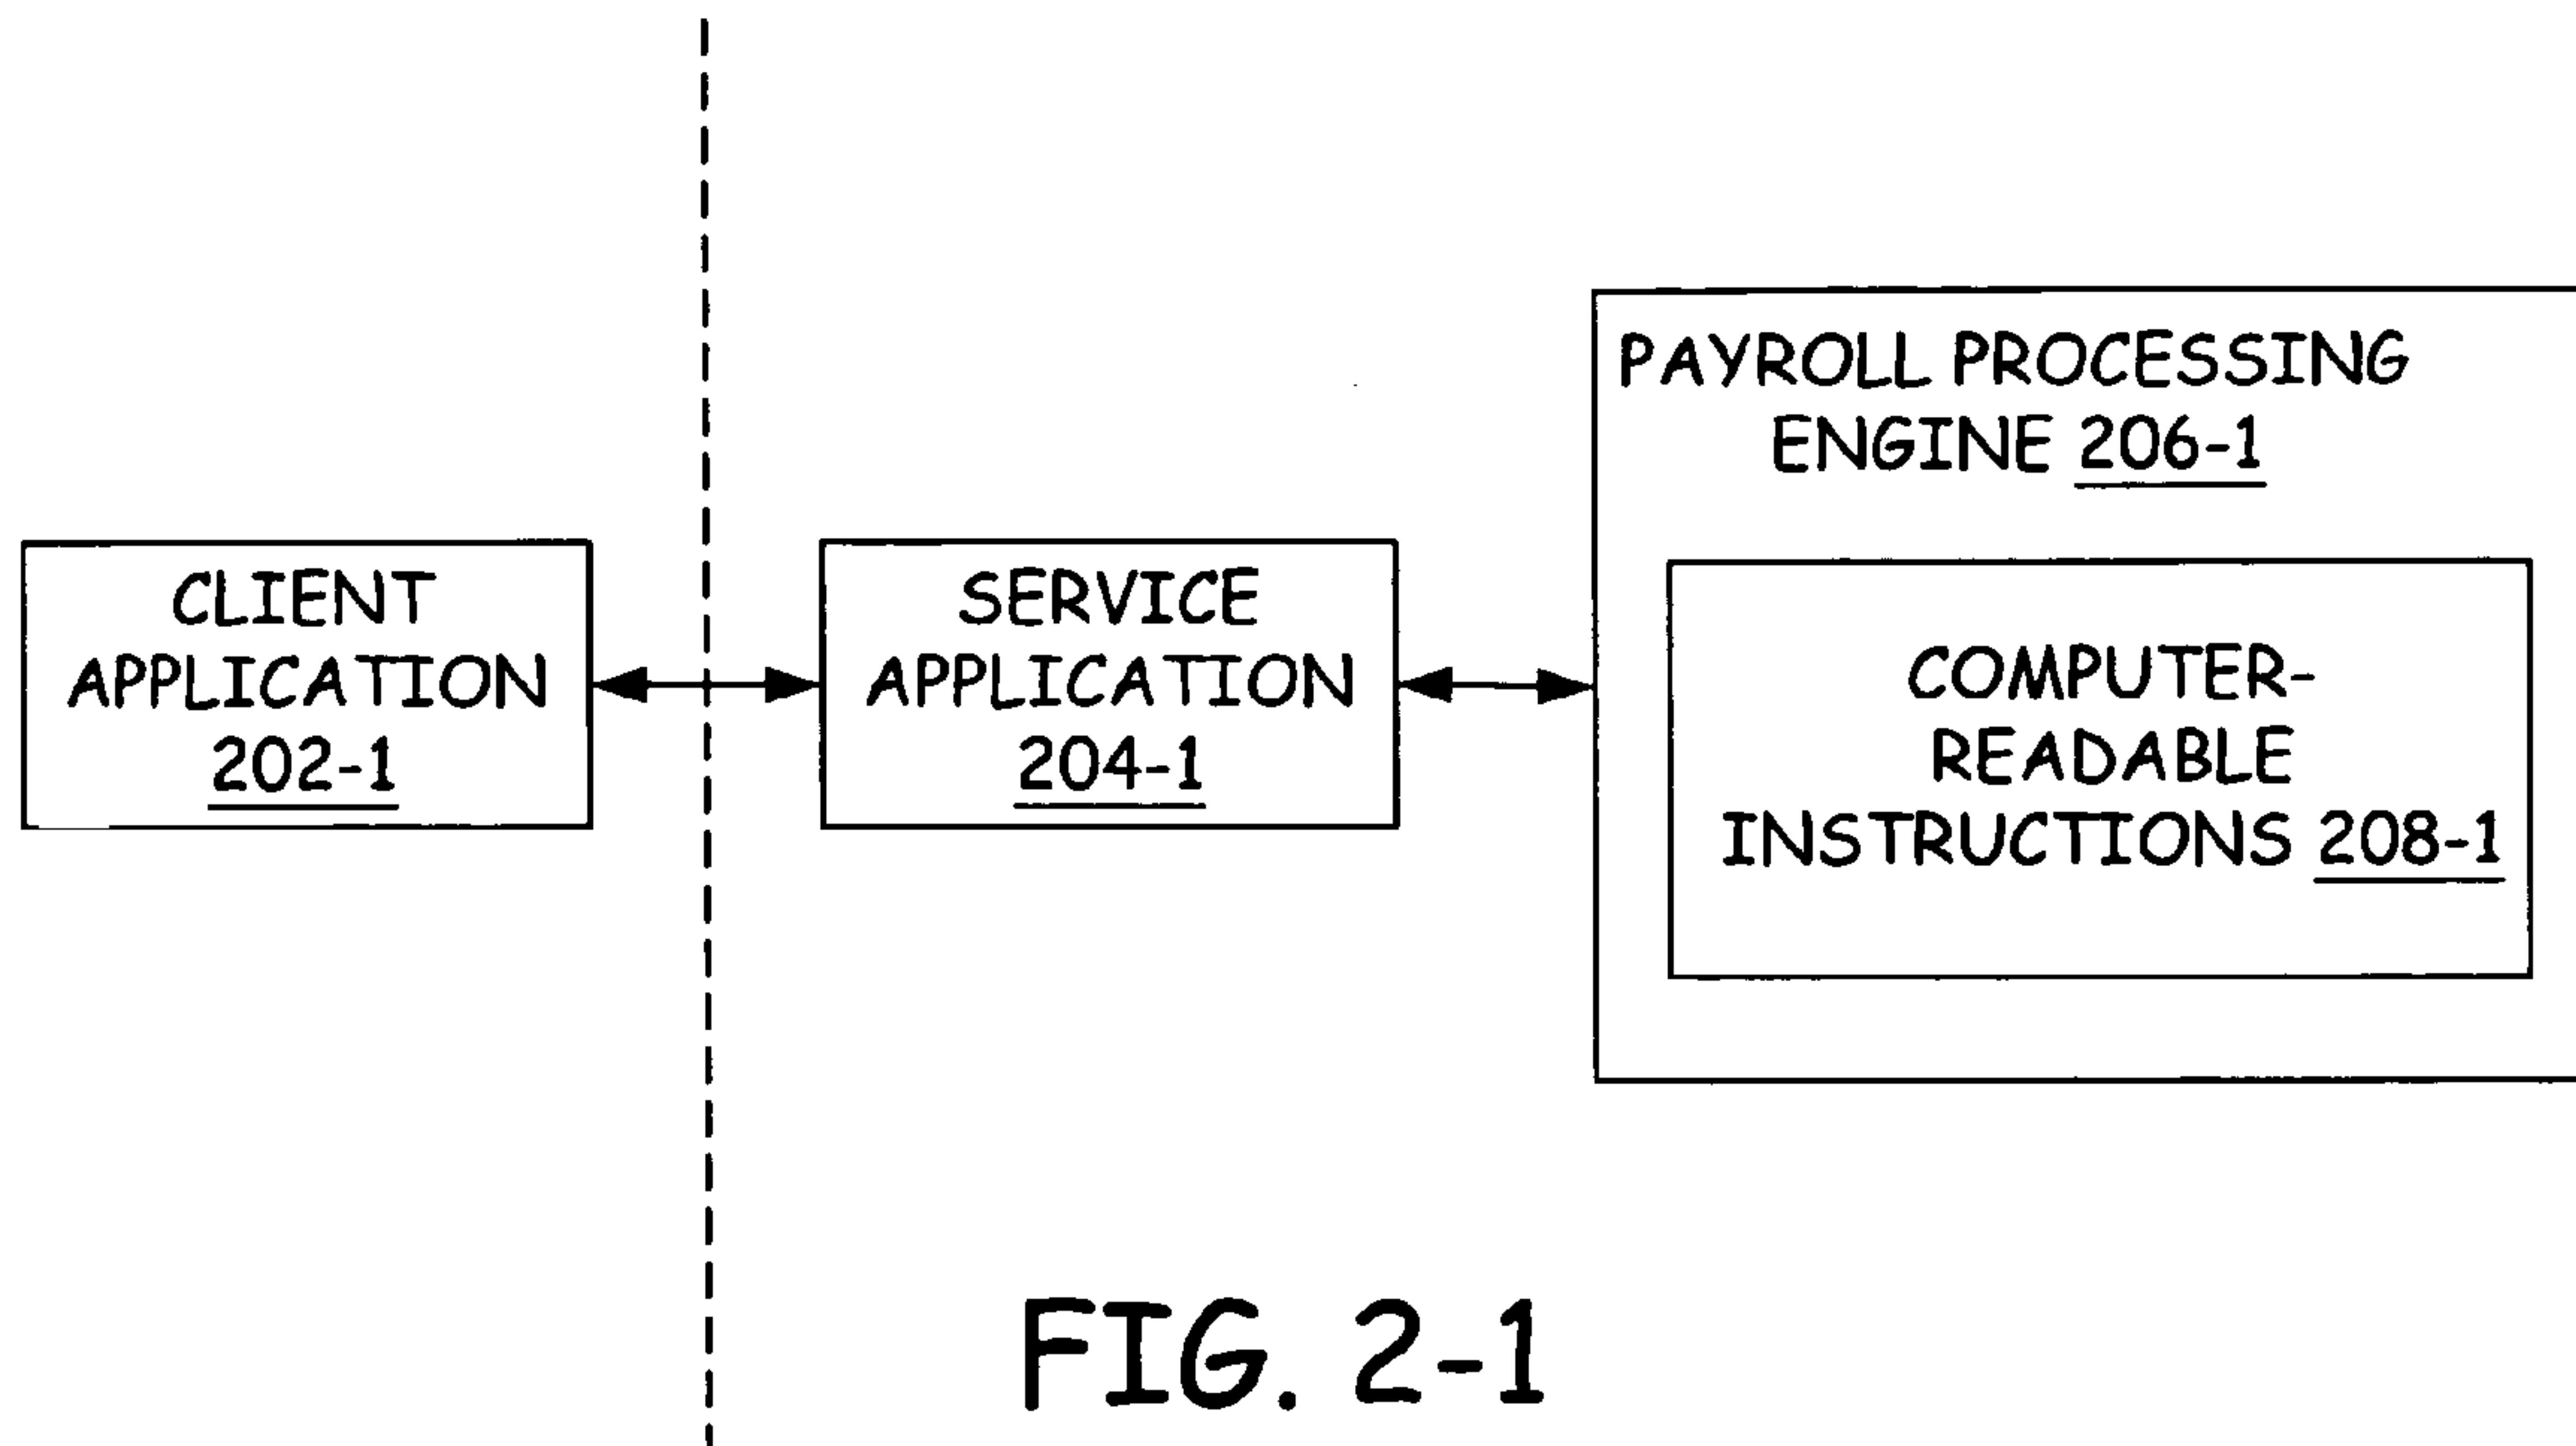 PAYROLL PROCESSING
ENGINE 206-1
CLIENT
APPLICATION
202-1
SERVICE
APPLICATION
204-1
COMPUTER-
READABLE
INSTRUCTIONS 208-1
FIG. 2-1